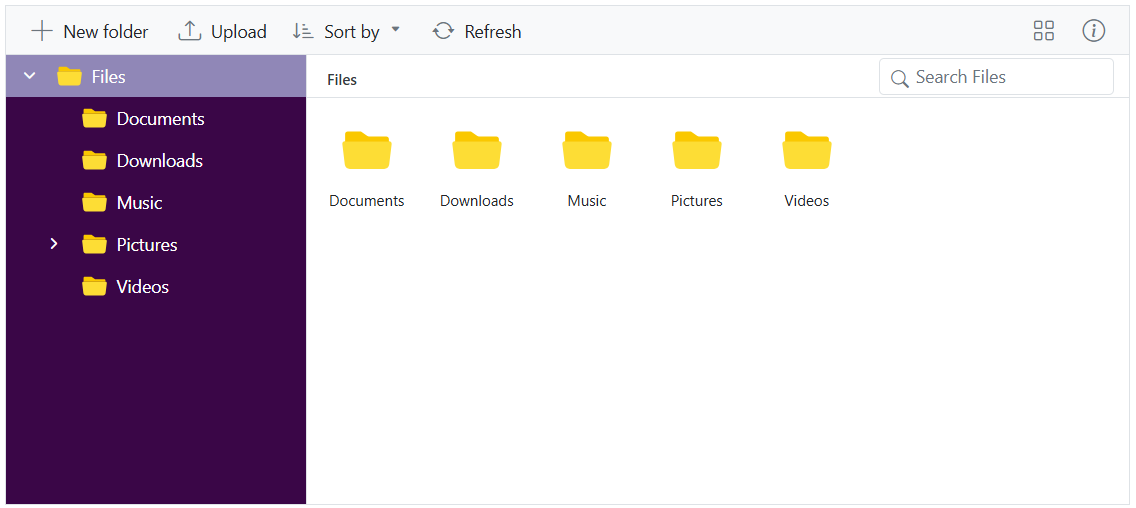 New folder Upload Sort by Refresh
Files
Documents
Downloads
Music
Pictures
Videos
Files Search Files
Documents Downloads Music Pictures Videos